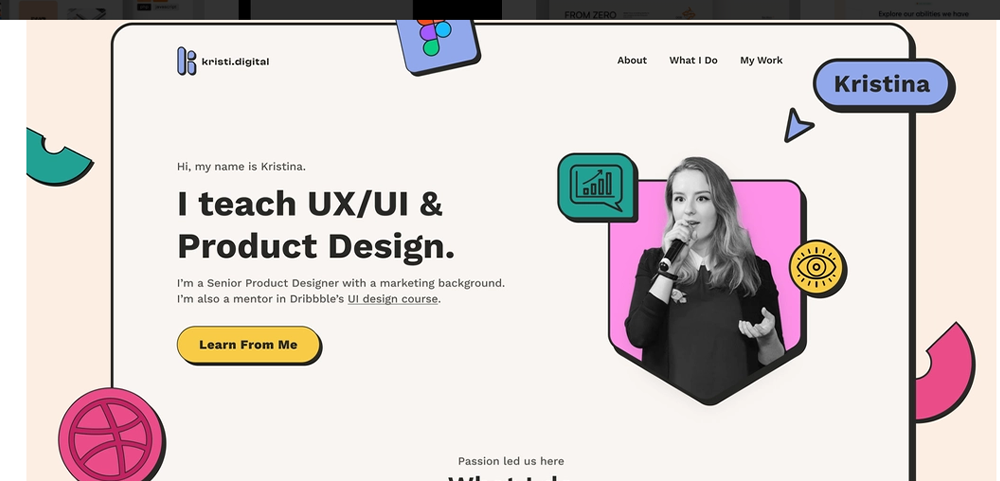 FROM ZERO
Explore our abilities we have
kristi.digital
About
What I Do
My Work
Kristina
Hi, my name is Kristina.
I teach UX/UI &
Product Design.
I'm a Senior Product Designer with a marketing background.
I'm also a mentor in Dribbble's UI design course.
Learn From Me
Passion led us here